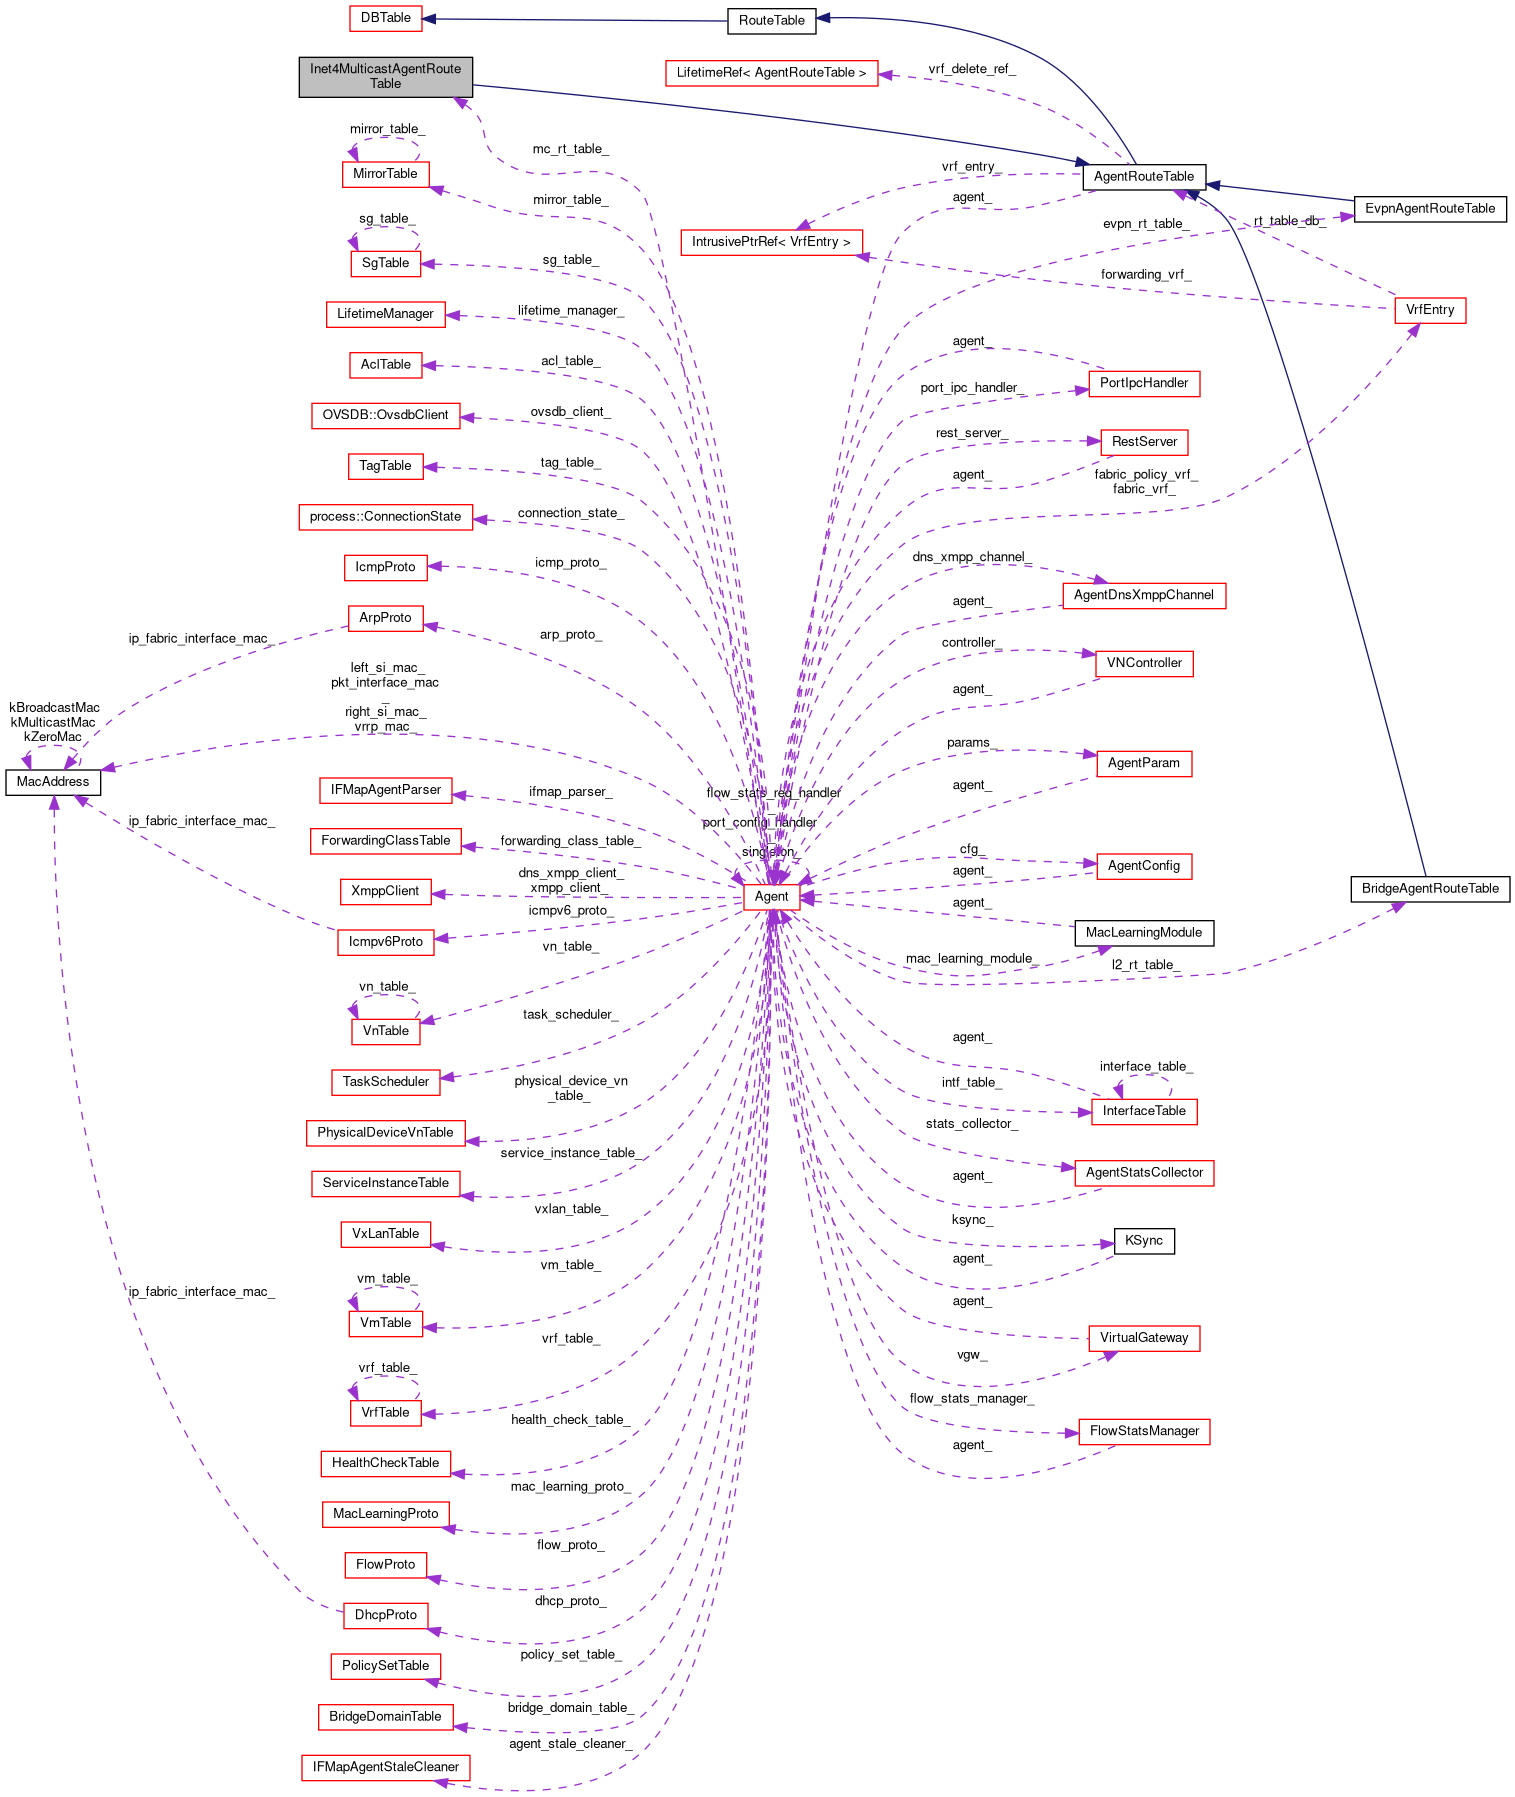 DBTable
RouteTable
Inet4MulticastAgentRoute
Table
LifetimeRef< AgentRouteTable >
vrf_delete_ref_
mirror_table_
mc_rt_table_
MirrorTable
vrf_entry_
AgentRouteTable
mirror_table_
agent_
EvpnAgentRouteTable
sg_table_
evpn_rt_table_
rt_table_db_
IntrusivePtrRef< VrfEntry >
SgTable
sg_table_
forwarding_vrf_
LifetimeManager
lifetime_manager_
VrfEntry
agent_
AclTable
acl_table_
PortIpcHandler
port_ipc_handler_
OVSDB::OvsdbClient
ovsdb_client_
rest_server_
RestServer
TagTable
tag_table_
agent_
fabric_policy_vrf_
fabric_vrf_
process::ConnectionState
connection_state_
IcmpProto
icmp_proto_
dns_xmpp_channel_
AgentDnsXmppChannel
ArpProto
agent_
ip_fabric_interface_mac_
arp_proto_
controller_
VNController
left_si_mac_
pkt_interface_mac
_
right_si_mac_
vrrp_mac_
agent_
kBroadcastMac
kMulticastMac
kZeroMac
params_
AgentParam
MacAddress
IFMapAgentParser
ifmap_parser_
agent_
flow_stats_req_handler
_
port_config_handler
_
singleton_
ip_fabric_interface_mac_
ForwardingClassTable
forwarding_class_table_
cfg_
AgentConfig
agent_
XmppClient
dns_xmpp_client_
xmpp_client_
Agent
BridgeAgentRouteTable
agent_
icmpv6_proto_
Icmpv6Proto
MacLearningModule
vn_table_
mac_learning_module_
l2_rt_table_
vn_table_
VnTable
task_scheduler_
agent_
interface_table_
TaskScheduler
intf_table_
InterfaceTable
physical_device_vn
_table_
PhysicalDeviceVnTable
stats_collector_
service_instance_table_
ServiceInstanceTable
agent_
AgentStatsCollector
vxlan_table_
VxLanTable
ksync_
KSync
vm_table_
vm_table_
agent_
ip_fabric_interface_mac_
VmTable
agent_
VirtualGateway
vrf_table_
vrf_table_
vgw_
VrfTable
health_check_table_
flow_stats_manager_
FlowStatsManager
HealthCheckTable
agent_
mac_learning_proto_
MacLearningProto
flow_proto_
FlowProto
dhcp_proto_
DhcpProto
policy_set_table_
PolicySetTable
bridge_domain_table_
BridgeDomainTable
agent_stale_cleaner_
IFMapAgentStaleCleaner